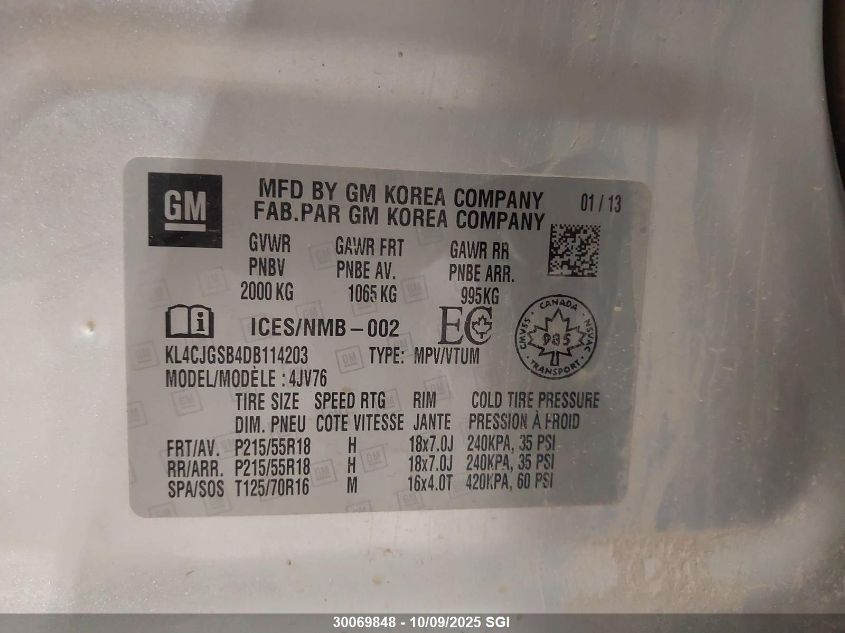 GM
MFD BY GM KOREA COMPANY 01 / 13
FAB.PAR GM KOREA COMPANY
GVWR GAWR FRT GAWR RR
PNBV PNBE AV. PNBE ARR.
2000 KG 1065 KG 995KG
ICES/NMB-002 EC
CANADA
985
CMVSS NSVAC
KL4CJGSB4DB114203 TYPE: MPV/VTUM
MODEL/MODÈLE : 4JV76
TIRE SIZE SPEED RTG RIM COLD TIRE PRESSURE
DIM. PNEU COTE VITESSE JANTE PRESSION À FROID
FRT/AV. P215/55R18 H 18x7.0J 240KPA, 35 PSI
RR/ARR. P215/55R18 H 18x7.0J 240KPA, 35 PSI
SPA/SOS T125/70R16 M 16x4.0T 420KPA, 60 PSI
30069848 - 10/09/2025 SGI